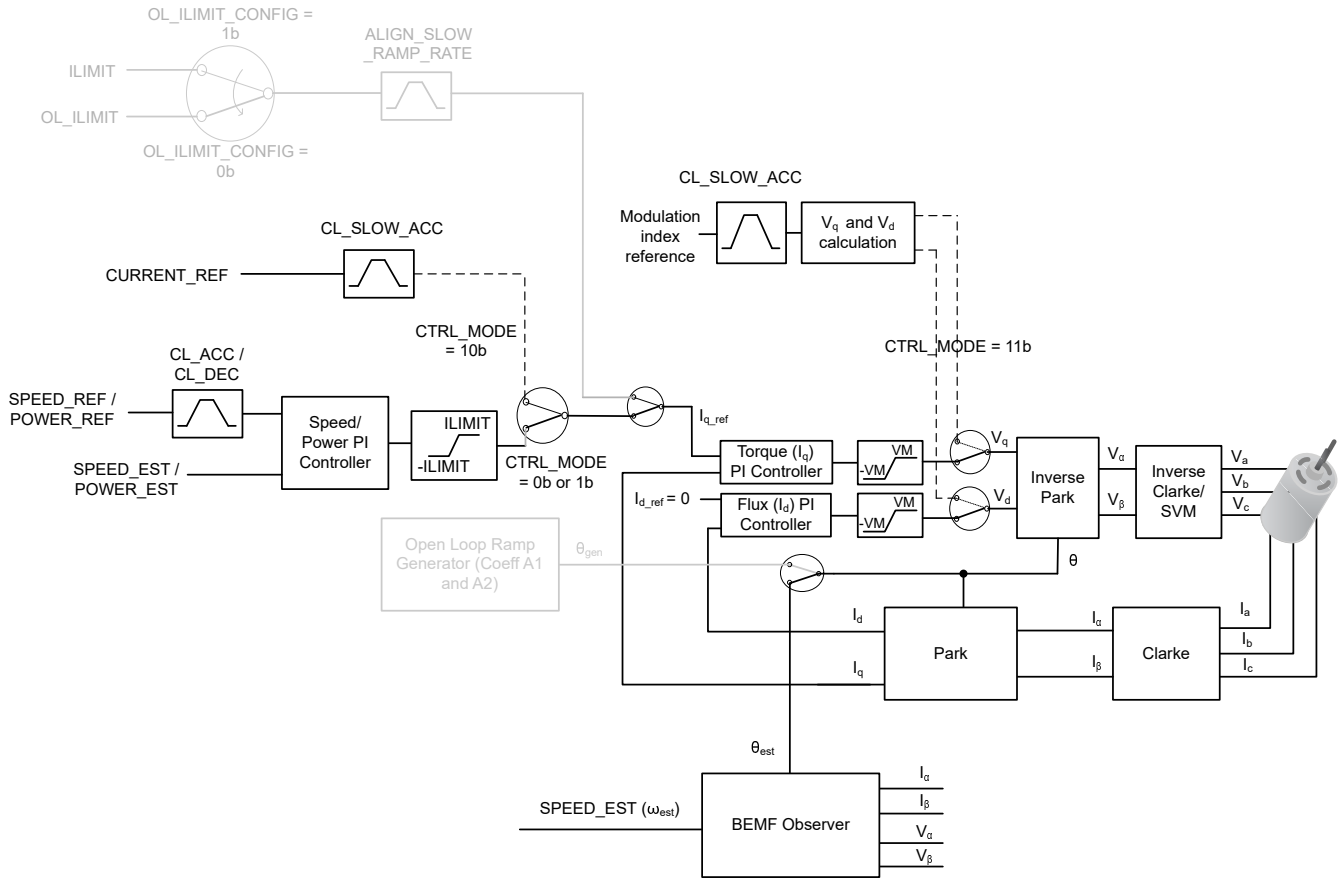 OL_ILIMIT_CONFIG =
1b
ILIMIT
OL_ILIMIT
OL_ILIMIT_CONFIG =
0b
ALIGN_SLOW
_RAMP_RATE
CL_SLOW_ACC
Modulation
index
reference
Vq and Vd
calculation
CL_SLOW_ACC
CURRENT_REF
CTRL_MODE
= 10b
CTRL_MODE = 11b
CL_ACC /
CL_DEC
SPEED_REF /
POWER_REF
SPEED_EST /
POWER_EST
Speed/
Power PI
Controller
ILIMIT
-ILIMIT
CTRL_MODE
= 0b or 1b
Iq_ref
Torque (Iq)
PI Controller
VM
-VM
Vq
Id_ref = 0
Flux (Id) PI
Controller
VM
-VM
Vd
Inverse
Park
Vα
Vβ
Inverse
Clarke/
SVM
Va
Vb
Vc
Open Loop Ramp
Generator (Coeff A1
and A2)
θgen
θ
Id
Iq
Park
Iα
Iβ
Clarke
Ia
Ib
Ic
θest
SPEED_EST (ωest)
BEMF Observer
Iα
Iβ
Vα
Vβ